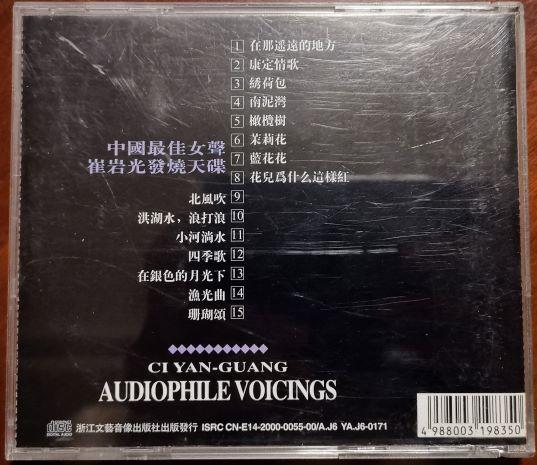 1 在那遥遠的地方
2 康定情歌
3 綉荷包
4 南泥灣
5 橄欖樹
6 茉莉花
7 藍花花
8 花兒爲什么這樣紅
中國最佳女聲
崔岩光發燒天碟
北風吹 9
洪湖水，浪打浪 10
小河淌水 11
四季歌 12
在銀色的月光下 13
漁光曲 14
珊瑚頌 15
CI YAN-GUANG
AUDIOPHILE VOICINGS
COMPACT disc DIGITAL AUDIO
浙江文藝音像出版社出版發行 ISRC CN-E14-2000-0055-00/A.J6 YA.J6-0171
4 988003 198350